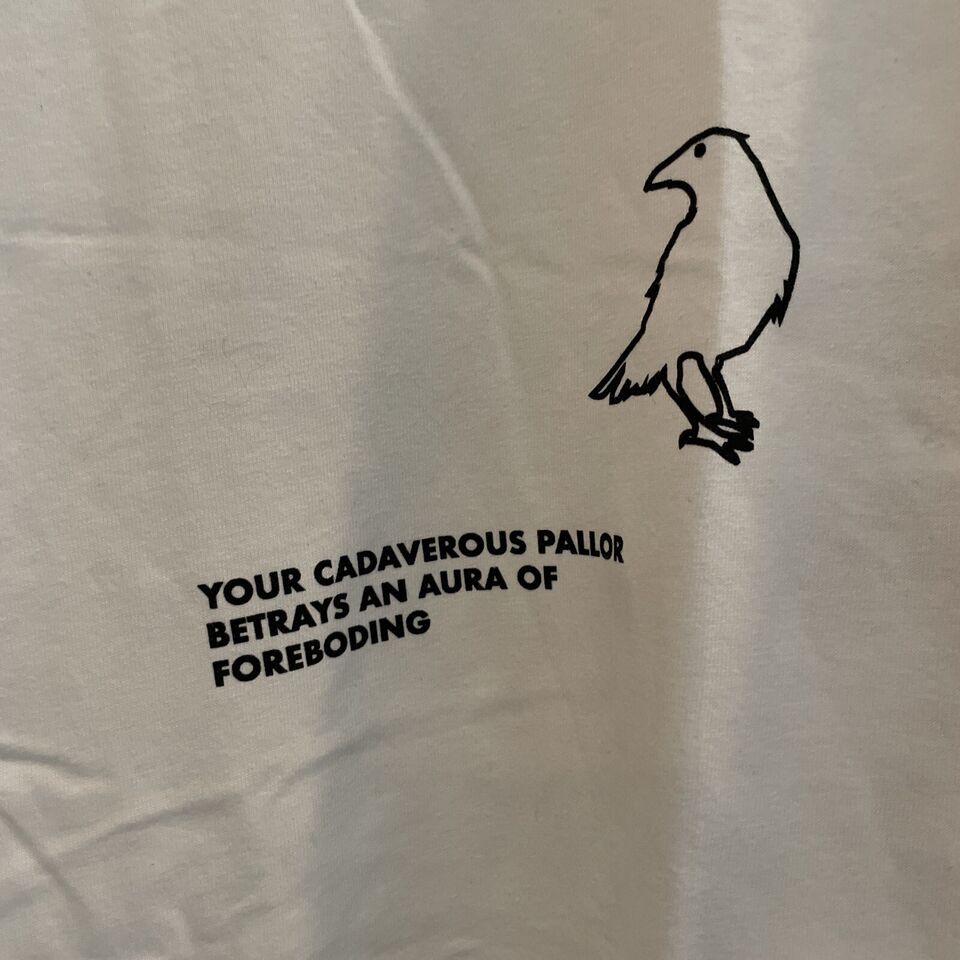 YOUR CADAVEROUS PALLOR
BETRAYS AN AURA OF
FOREBODING